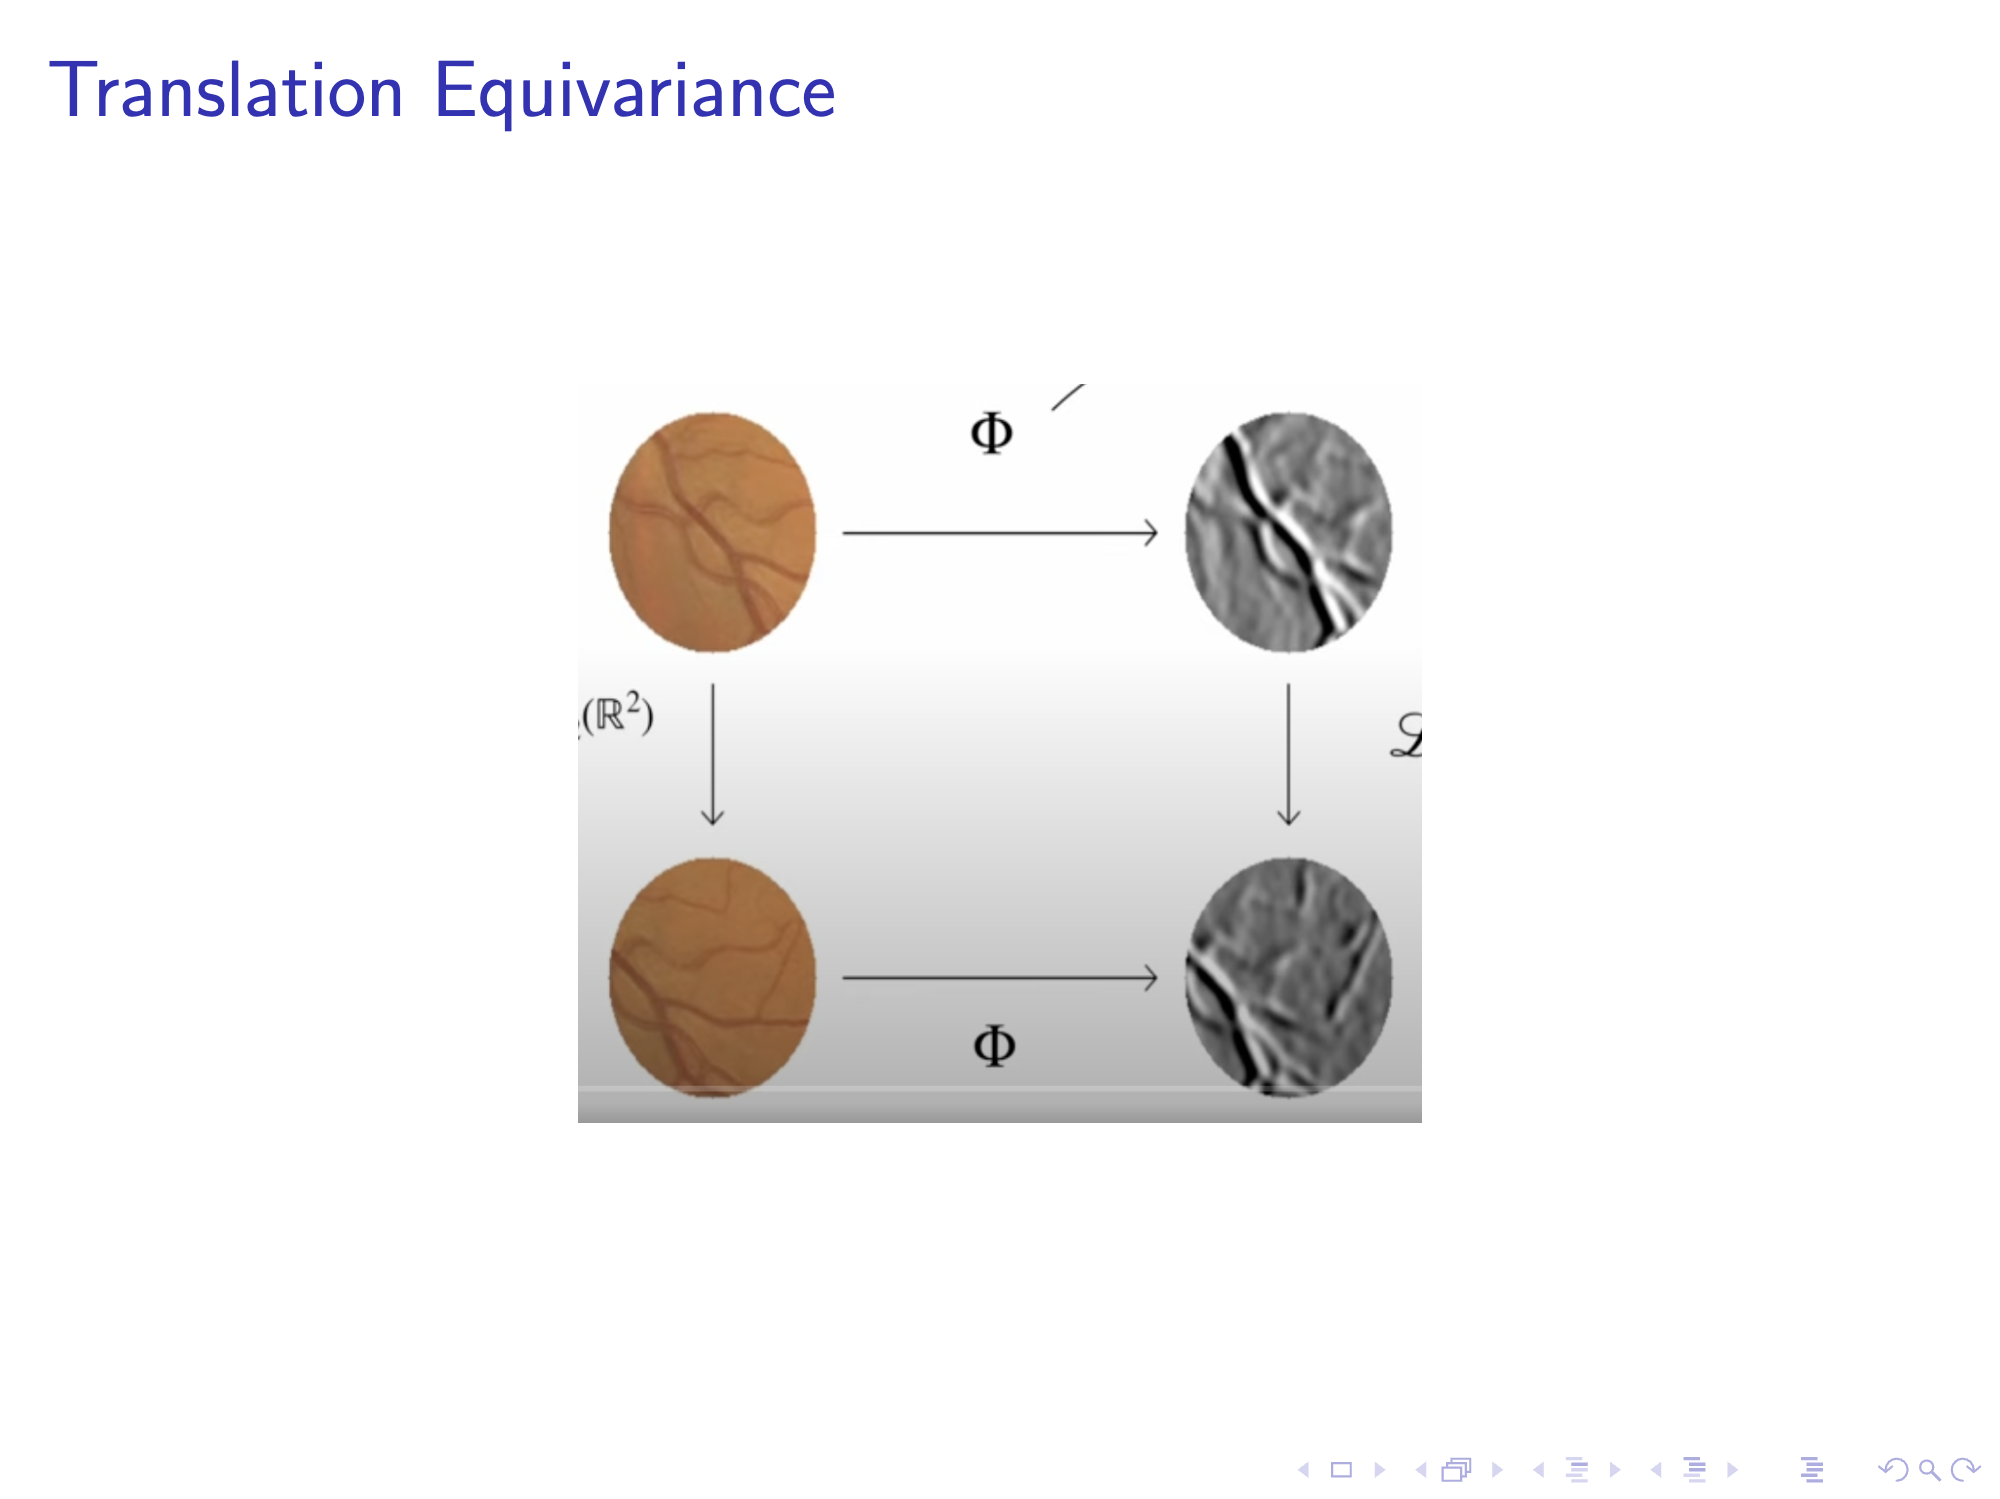 Translation Equivariance
Φ
(ℝ²)
ℒ
Φ